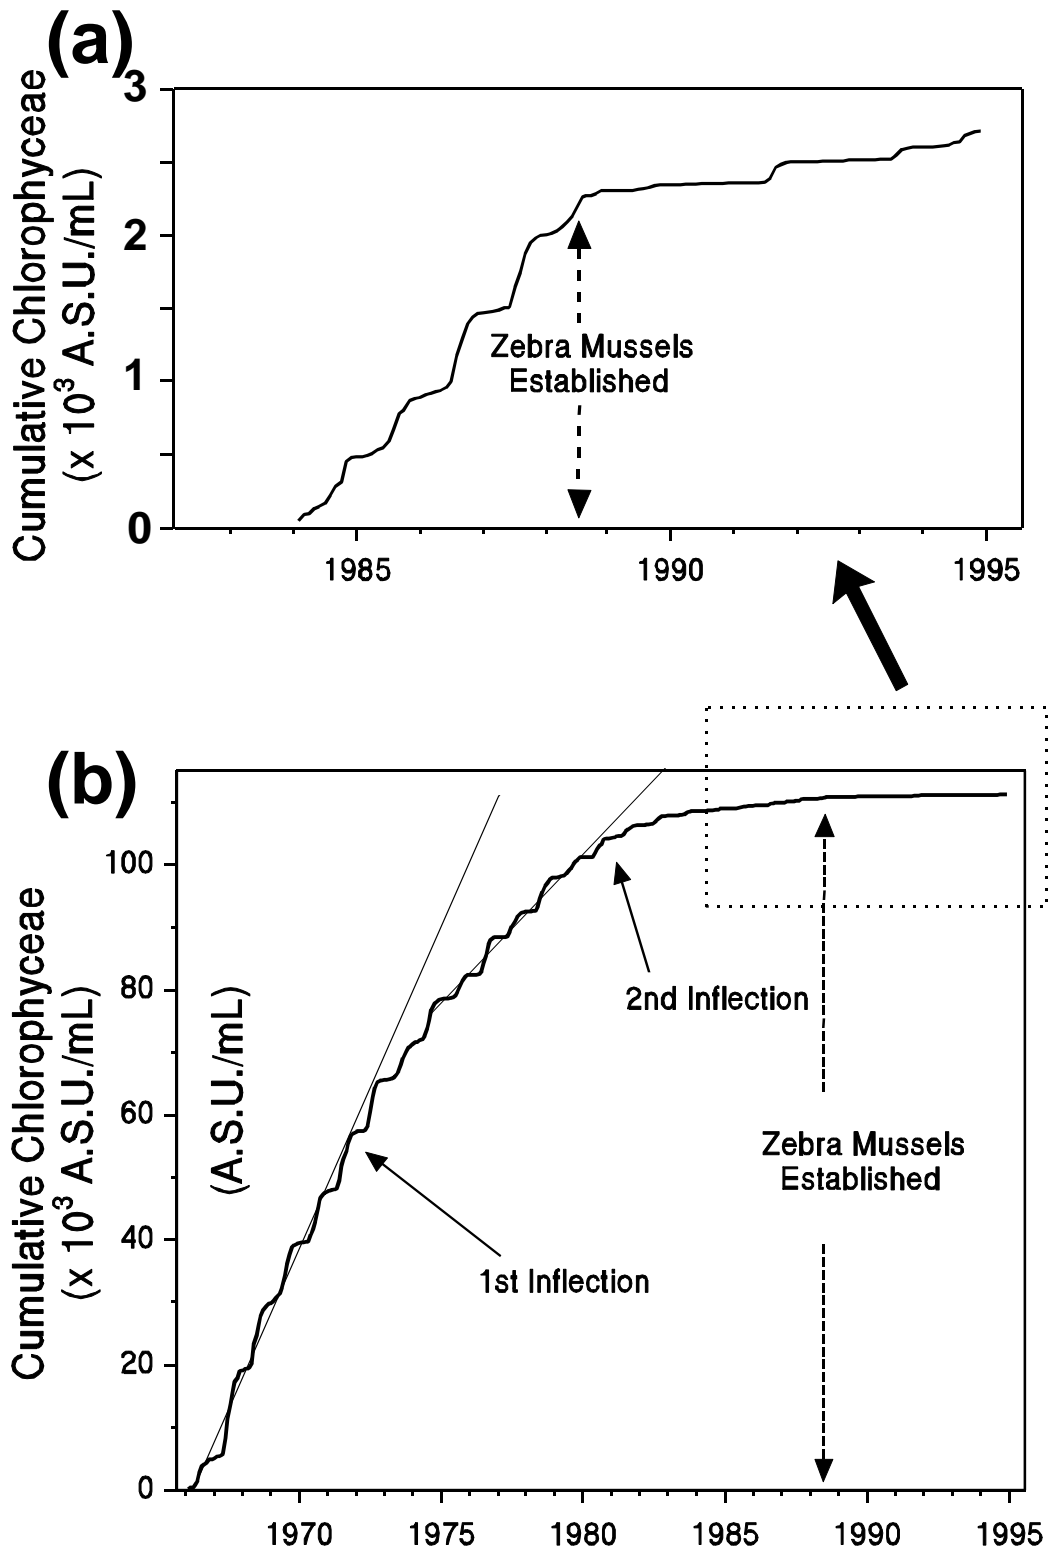 (a)
Cumulative Chlorophyceae
(x 10³ A.S.U./mL)
3
2
1
0
Zebra Mussels
Established
1985
1990
1995
(b)
Cumulative Chlorophyceae
(x 10³ A.S.U./mL)
(A.S.U./mL)
100
80
60
40
20
0
2nd Inflection
Zebra Mussels
Established
1st Inflection
1970
1975
1980
1985
1990
1995